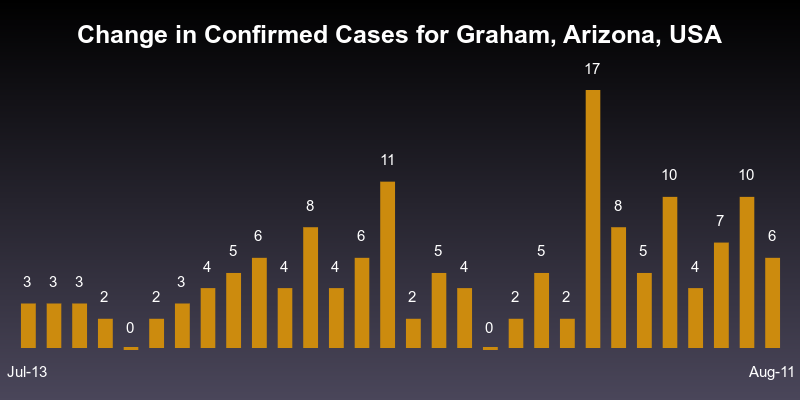 Change in Confirmed Cases for Graham, Arizona, USA
3 3 3 2 0 2 3 4 5 6 4 8 4 6 11 2 5 4 0 2 5 2 17 8 5 10 4 7 10 6
Jul-13 Aug-11